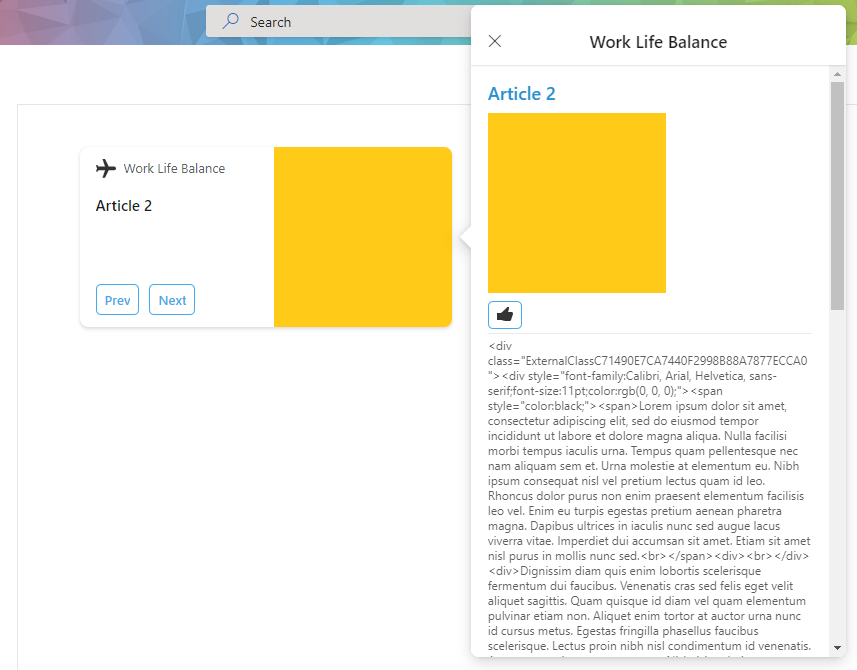 Search
Work Life Balance
Article 2
Prev Next
Work Life Balance
Article 2
<div
class="ExternalClassC71490E7CA7440F2998B88A7877ECCA0
"><div style="font-family:Calibri, Arial, Helvetica, sans-
serif;font-size:11pt;color:rgb(0, 0, 0);"><span
style="color:black;"><span>Lorem ipsum dolor sit amet,
consectetur adipiscing elit, sed do eiusmod tempor
incididunt ut labore et dolore magna aliqua. Nulla facilisi
morbi tempus iaculis urna. Tempus quam pellentesque nec
nam aliquam sem et. Urna molestie at elementum eu. Nibh
ipsum consequat nisl vel pretium lectus quam id leo.
Rhoncus dolor purus non enim praesent elementum facilisis
leo vel. Enim eu turpis egestas pretium aenean pharetra
magna. Dapibus ultrices in iaculis nunc sed augue lacus
viverra vitae. Imperdiet dui accumsan sit amet. Etiam sit amet
nisl purus in mollis nunc sed.<br></span><div><br></div>
<div>Dignissim diam quis enim lobortis scelerisque
fermentum dui faucibus. Venenatis cras sed felis eget velit
aliquet sagittis. Quam quisque id diam vel quam elementum
pulvinar etiam non. Aliquet enim tortor at auctor urna nunc
id cursus metus. Egestas fringilla phasellus faucibus
scelerisque. Lectus proin nibh nisl condimentum id venenatis.